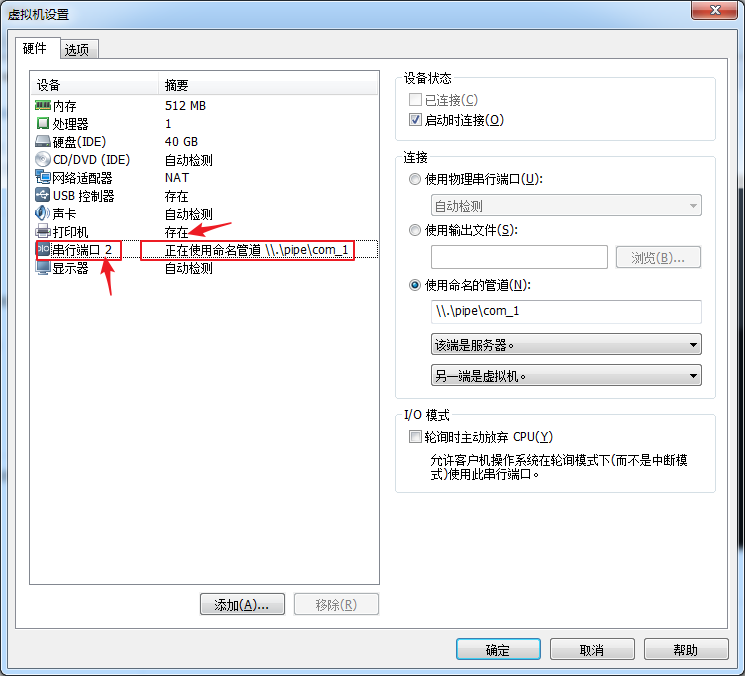 虚拟机设置
硬件 选项
设备 摘要
内存 512 MB
处理器 1
硬盘(IDE) 40 GB
CD/DVD (IDE) 自动检测
网络适配器 NAT
USB 控制器 存在
声卡 自动检测
打印机 存在
串行端口 2 正在使用命名管道 \\.\pipe\com_1
显示器 自动检测
添加(A)... 移除(R)
设备状态
已连接(C)
启动时连接(O)
连接
使用物理串行端口(U):
自动检测
使用输出文件(S):
浏览(B)...
使用命名的管道(N):
\\.\pipe\com_1
该端是服务器。
另一端是虚拟机。
I/O 模式
轮询时主动放弃 CPU(Y)
允许客户机操作系统在轮询模式下(而不是中断模
式)使用此串行端口。
确定 取消 帮助